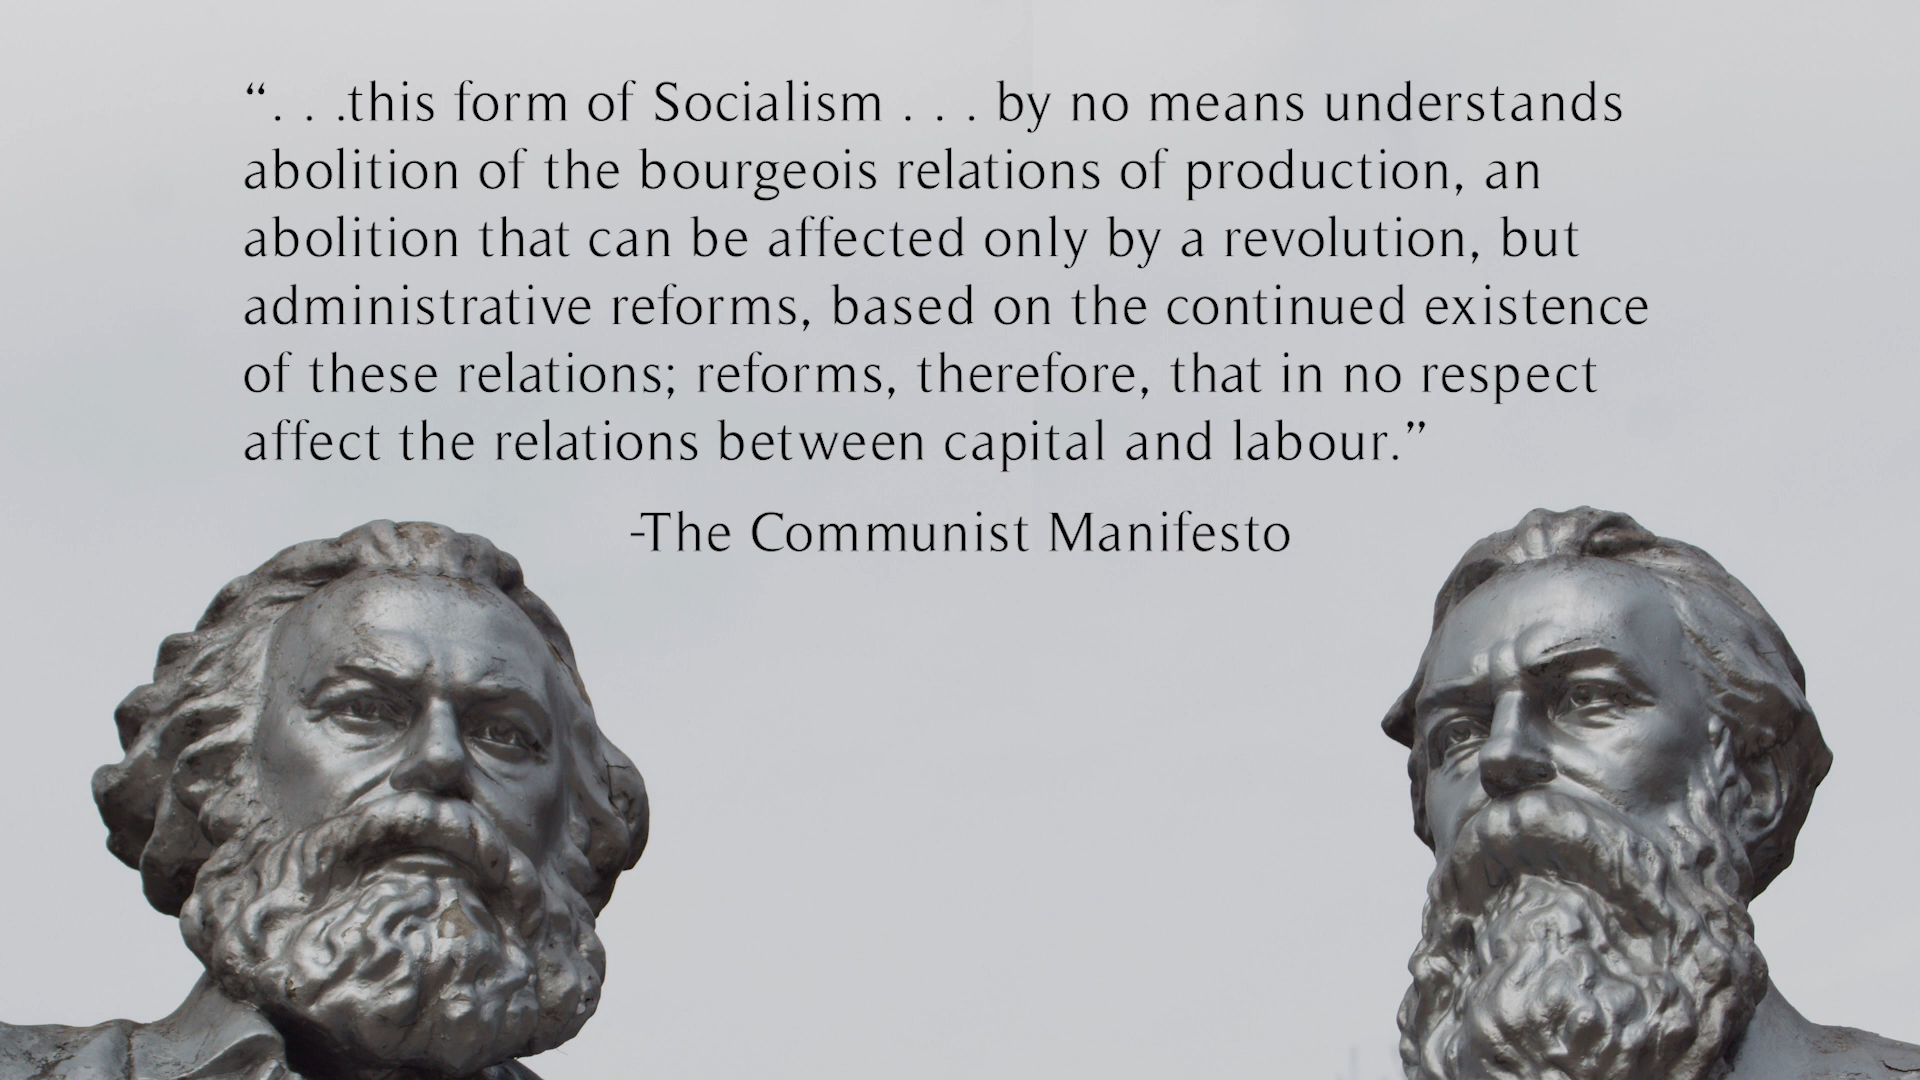 “. . .this form of Socialism . . . by no means understands
abolition of the bourgeois relations of production, an
abolition that can be affected only by a revolution, but
administrative reforms, based on the continued existence
of these relations; reforms, therefore, that in no respect
affect the relations between capital and labour.”
-The Communist Manifesto